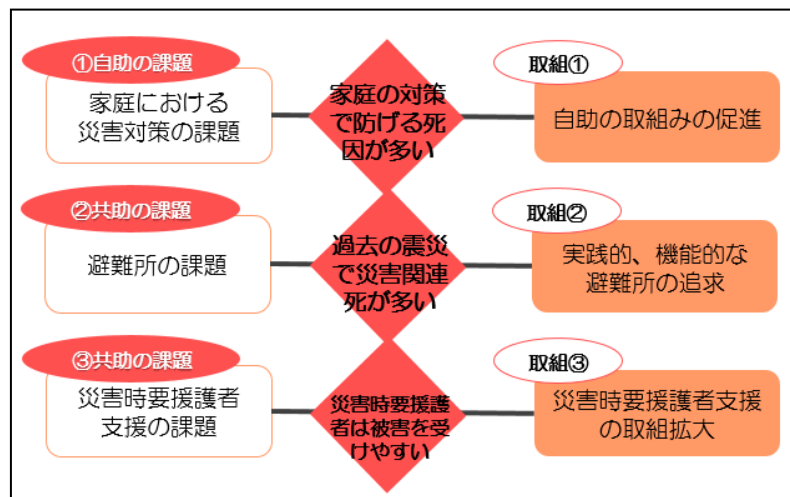 ①自助の課題
家庭における
災害対策の課題
家庭の対策
で防げる死
因が多い
取組①
自助の取組みの促進
②共助の課題
避難所の課題
過去の震災
で災害関連
死が多い
取組②
実践的、機能的な
避難所の追求
③共助の課題
災害時要援護者
支援の課題
災害時要援護
者は被害を受
けやすい
取組③
災害時要援護者支援
の取組拡大